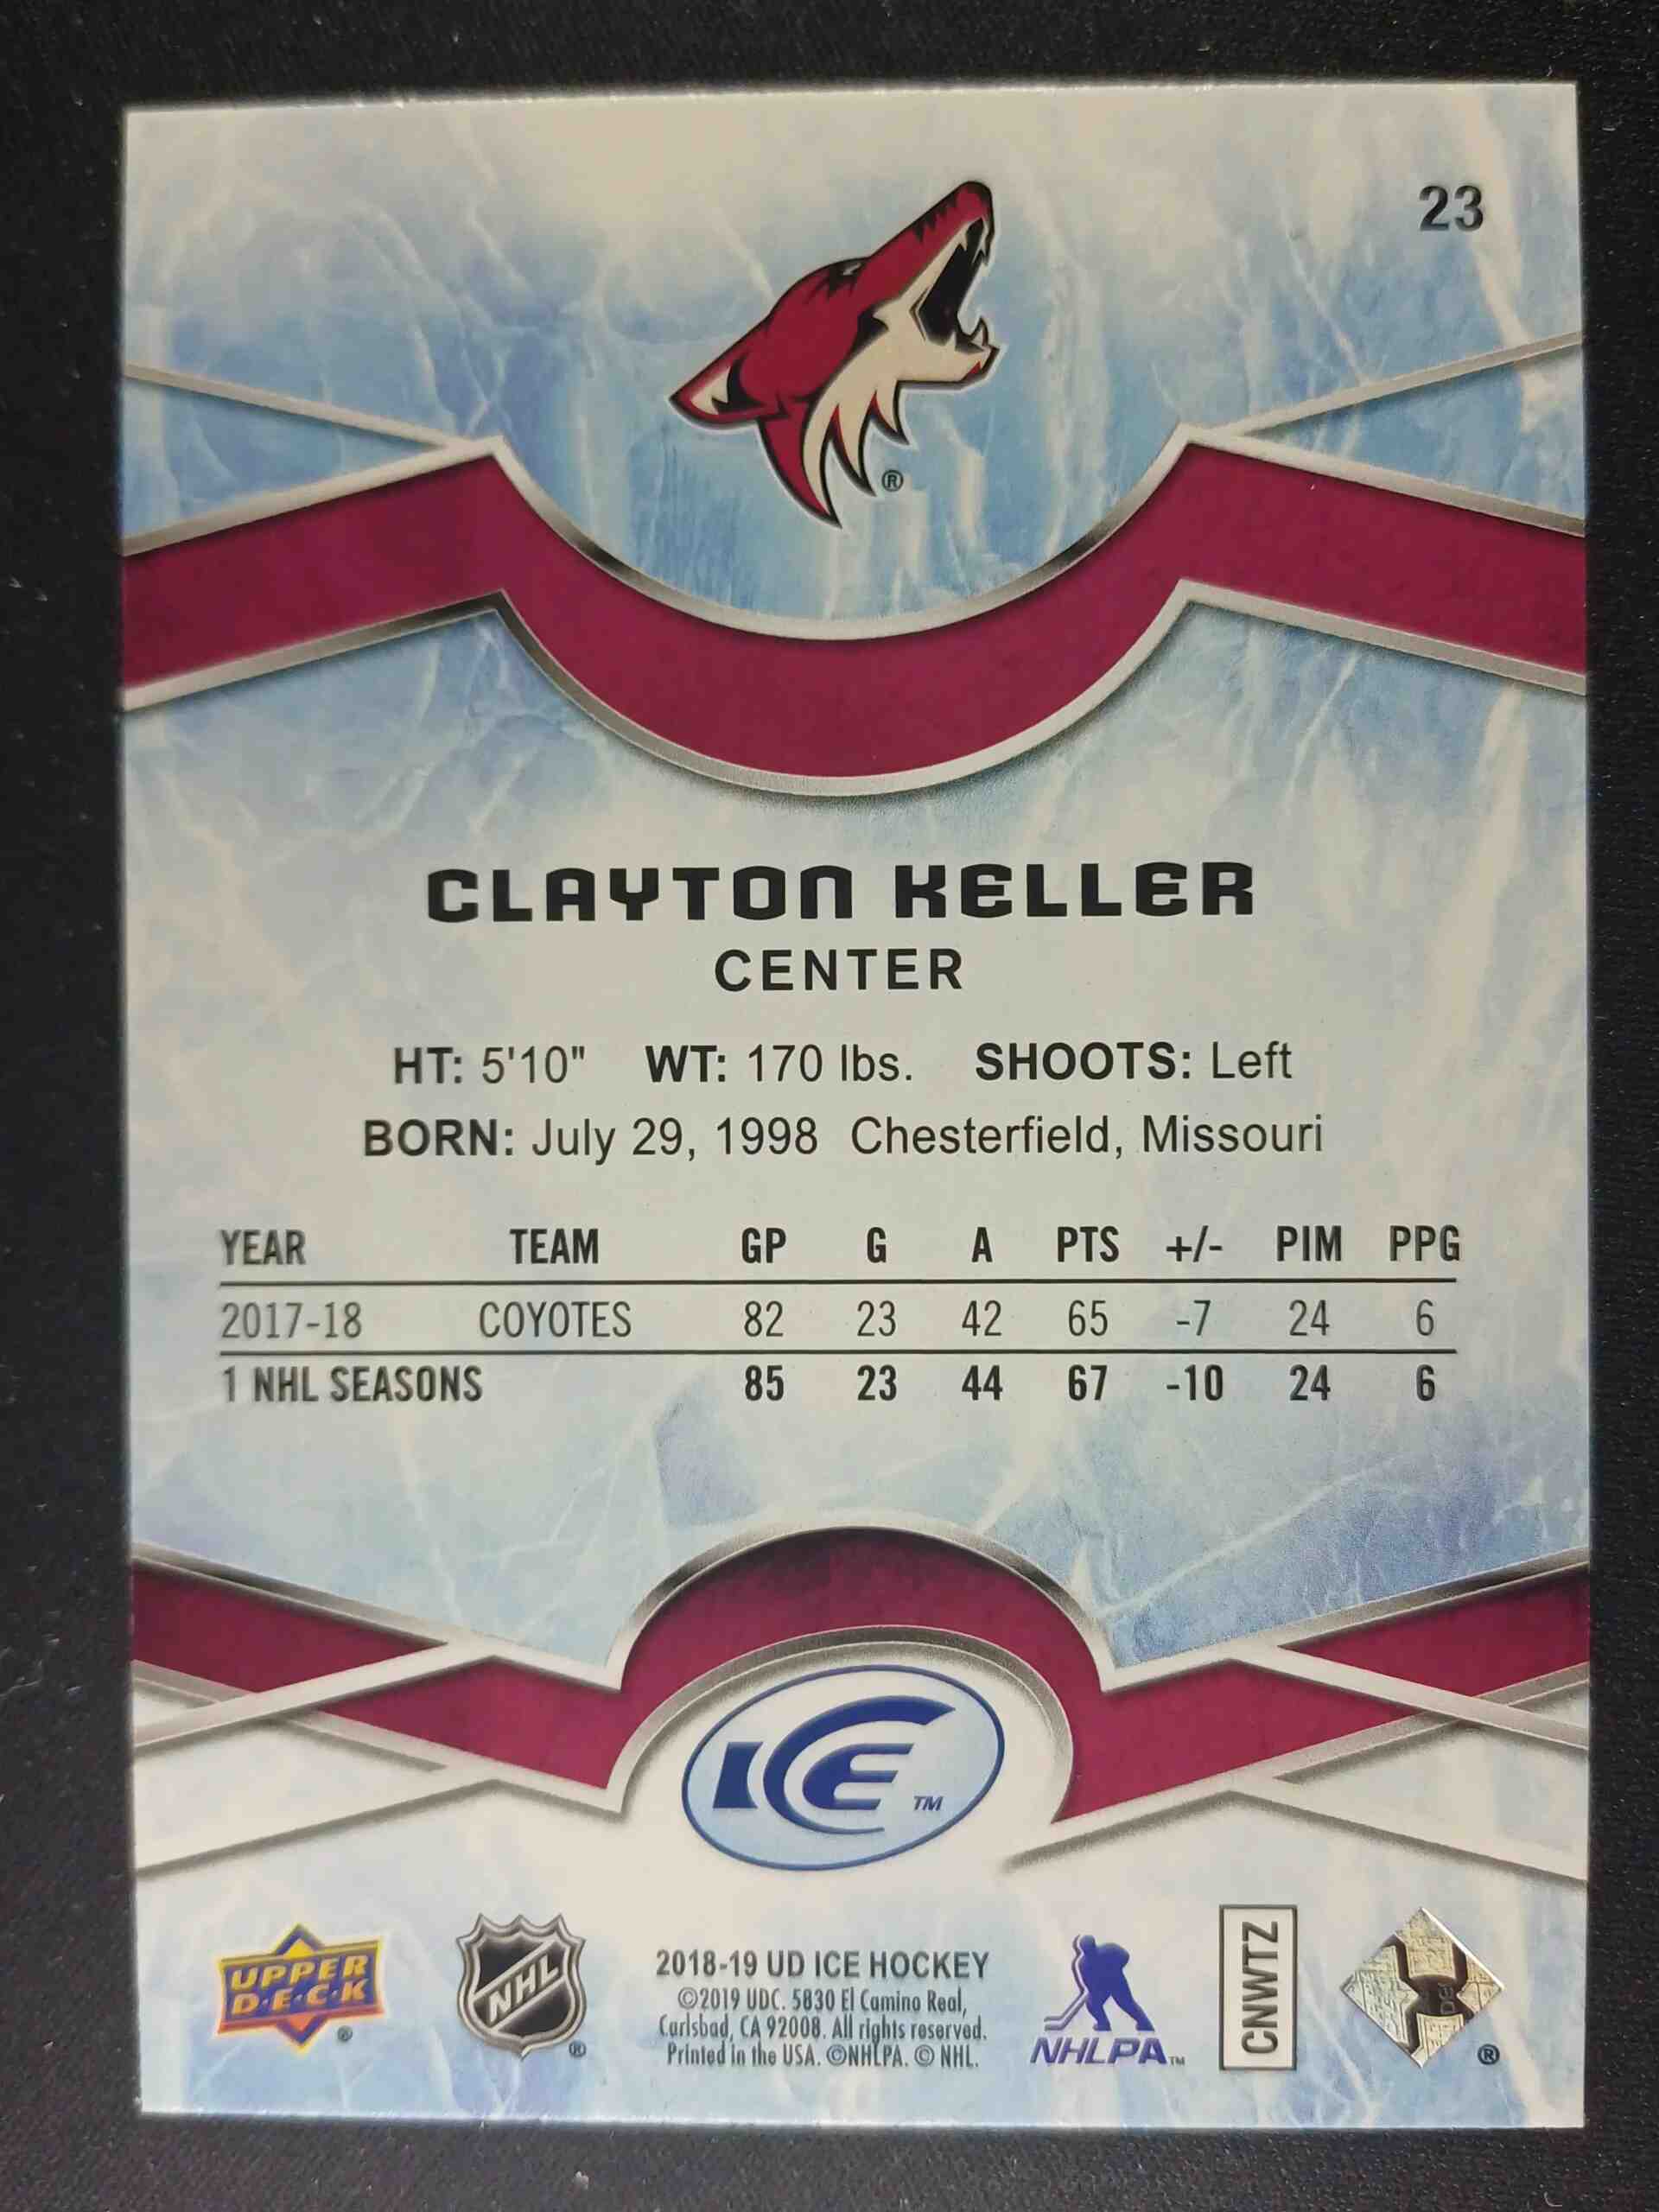 23
®
CLAYTON KELLER
CENTER
HT: 5'10" WT: 170 lbs. SHOOTS: Left
BORN: July 29, 1998 Chesterfield, Missouri
YEAR TEAM GP G A PTS +/- PIM PPG
2017-18 COYOTES 82 23 42 65 -7 24 6
1 NHL SEASONS 85 23 44 67 -10 24 6
ICE TM
UPPER
D·E·C·K
®
NHL
®
2018-19 UD ICE HOCKEY
©2019 UDC. 5830 El Camino Real,
Carlsbad, CA 92008. All rights reserved.
Printed in the USA. ©NHLPA. © NHL.
NHLPA TM
CNWTZ
®